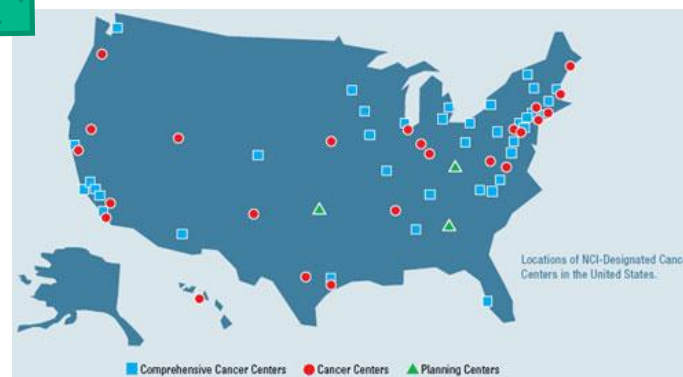 Locations of NCI-Designated Canc
Centers in the United States.
Comprehensive Cancer Centers Cancer Centers Planning Centers